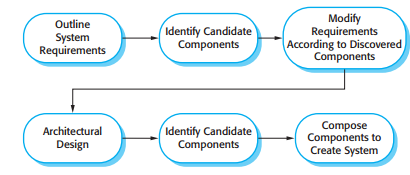 Outline
System
Requirements
Identify Candidate
Components
Modify
Requirements
According to Discovered
Components
Architectural
Design
Identify Candidate
Components
Compose
Components to
Create System